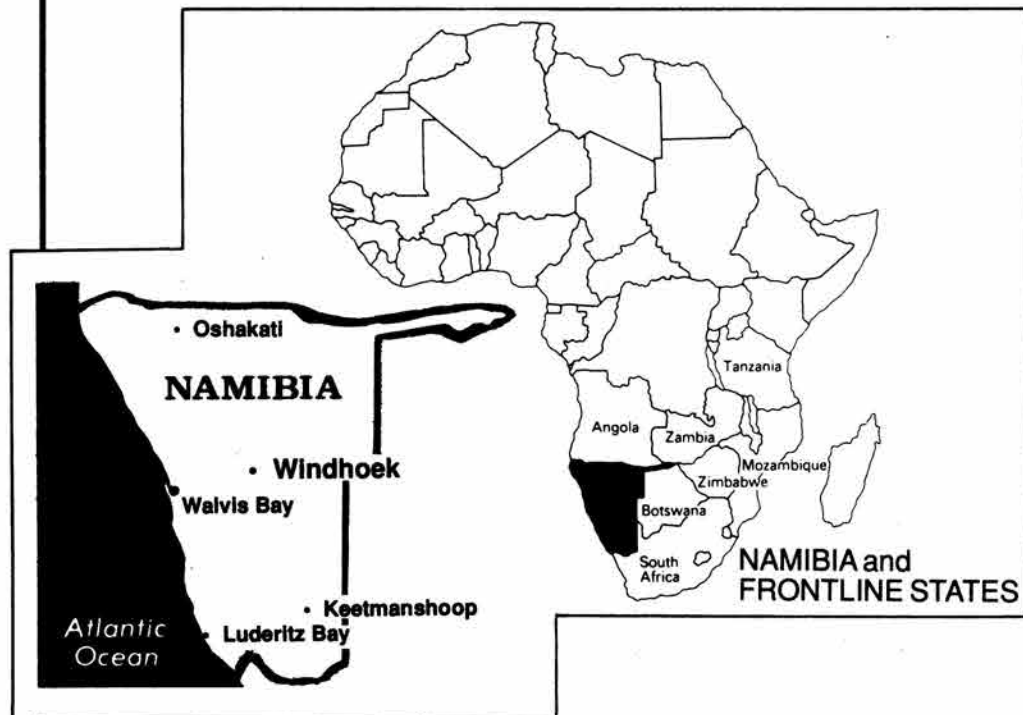 Oshakati
NAMIBIA
Windhoek
Walvis Bay
Keetmanshoop
Luderitz Bay
Atlantic
Ocean
Tanzania
Angola
Zambia
Mozambique
Zimbabwe
Botswana
South
Africa
NAMIBIA and
FRONTLINE STATES